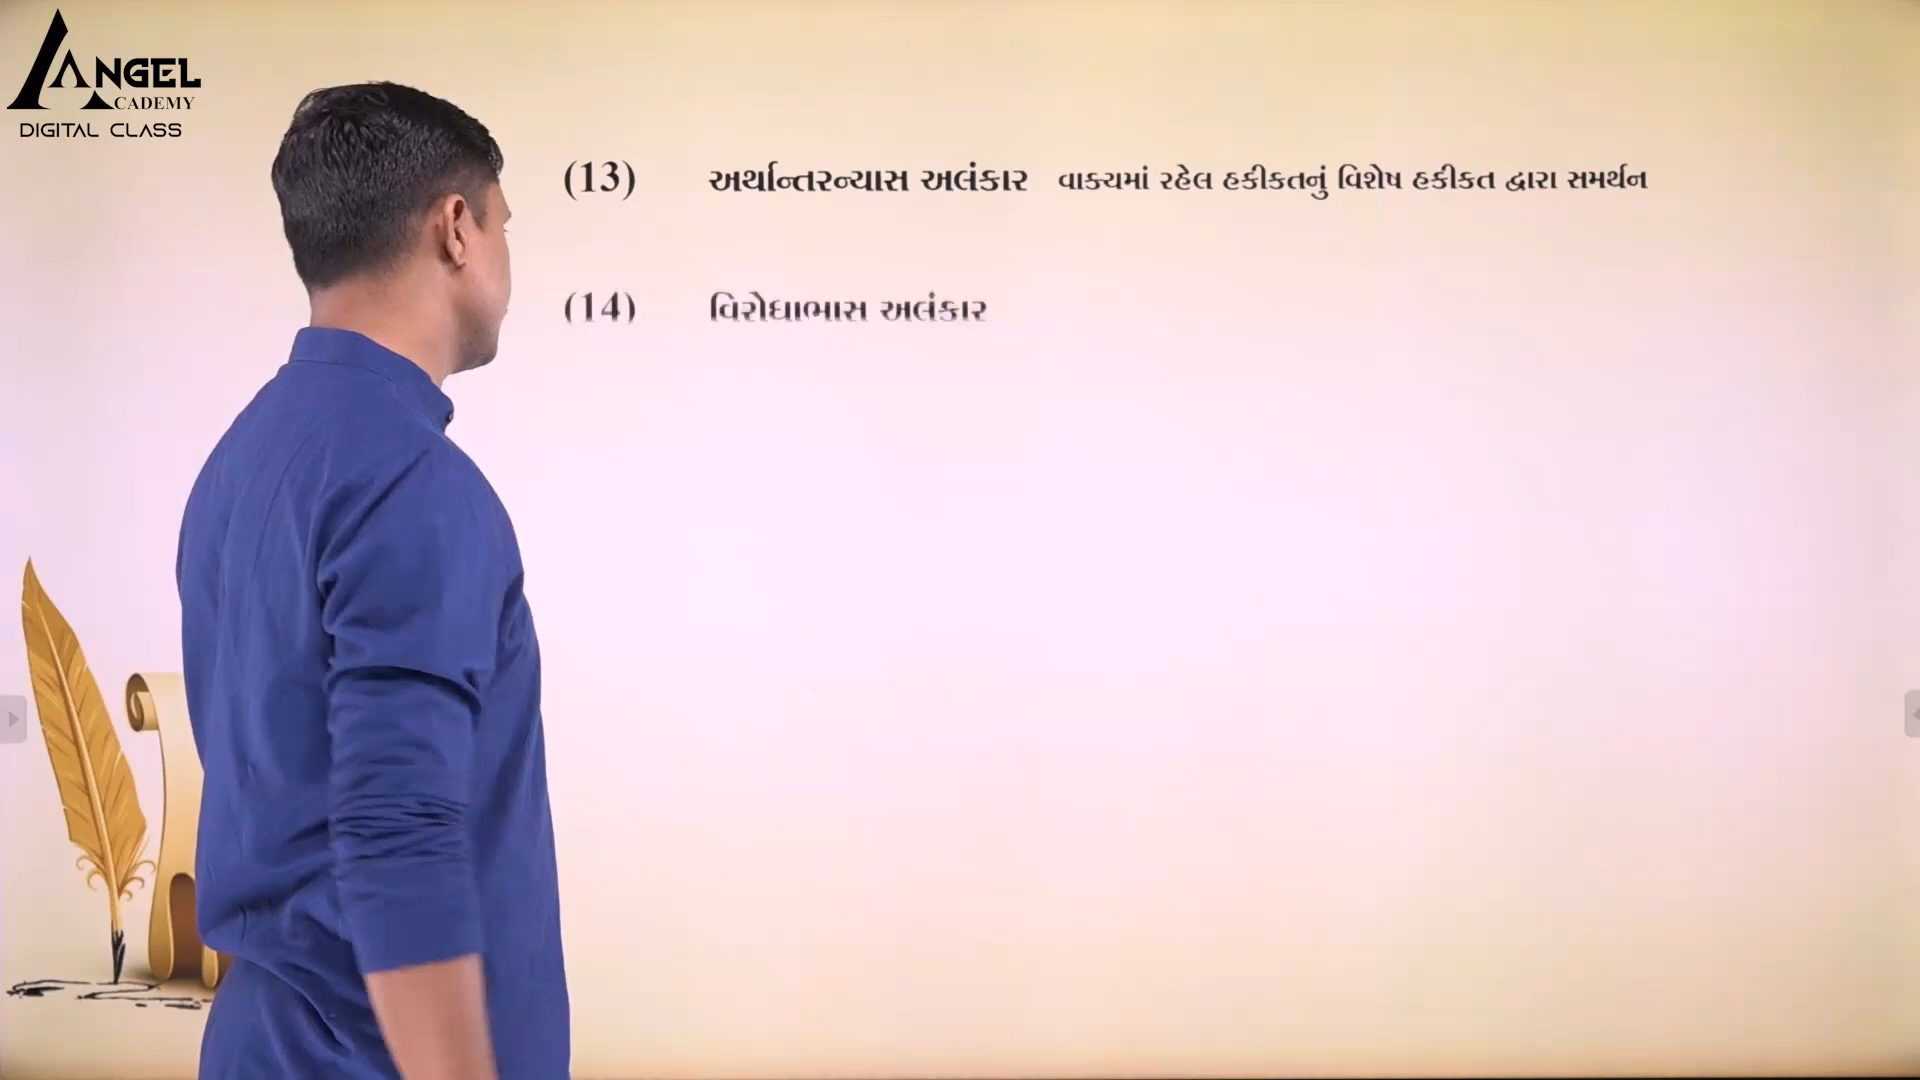 ANGEL
ACADEMY
DIGITAL CLASS
(13) અર્થાન્તરન્યાસ અલંકાર વાક્યમાં રહેલ હકીકતનું વિશેષ હકીકત દ્વારા સમર્થન
(14) વિરોધાભાસ અલંકાર